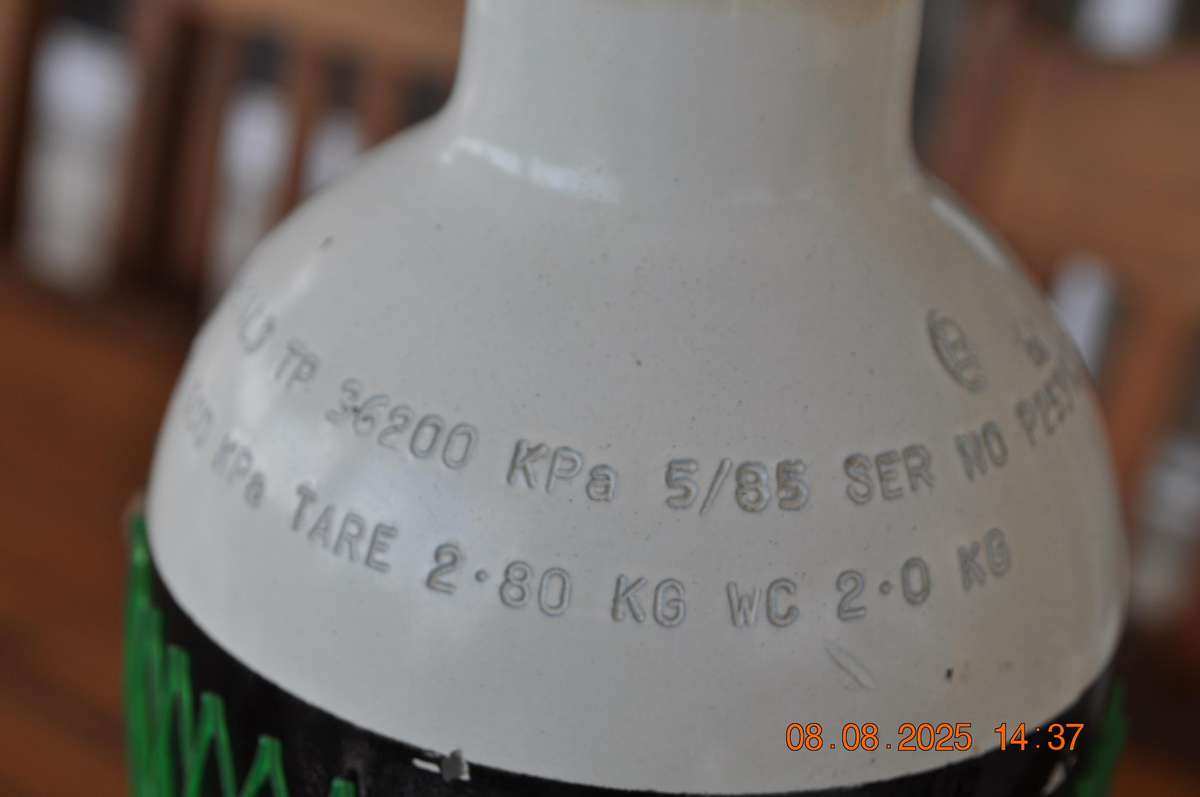 TP 36200 KPa 5/85 SER NO
KPa TARE 2·80 KG WC 2·0 KG
08.08.2025 14:37